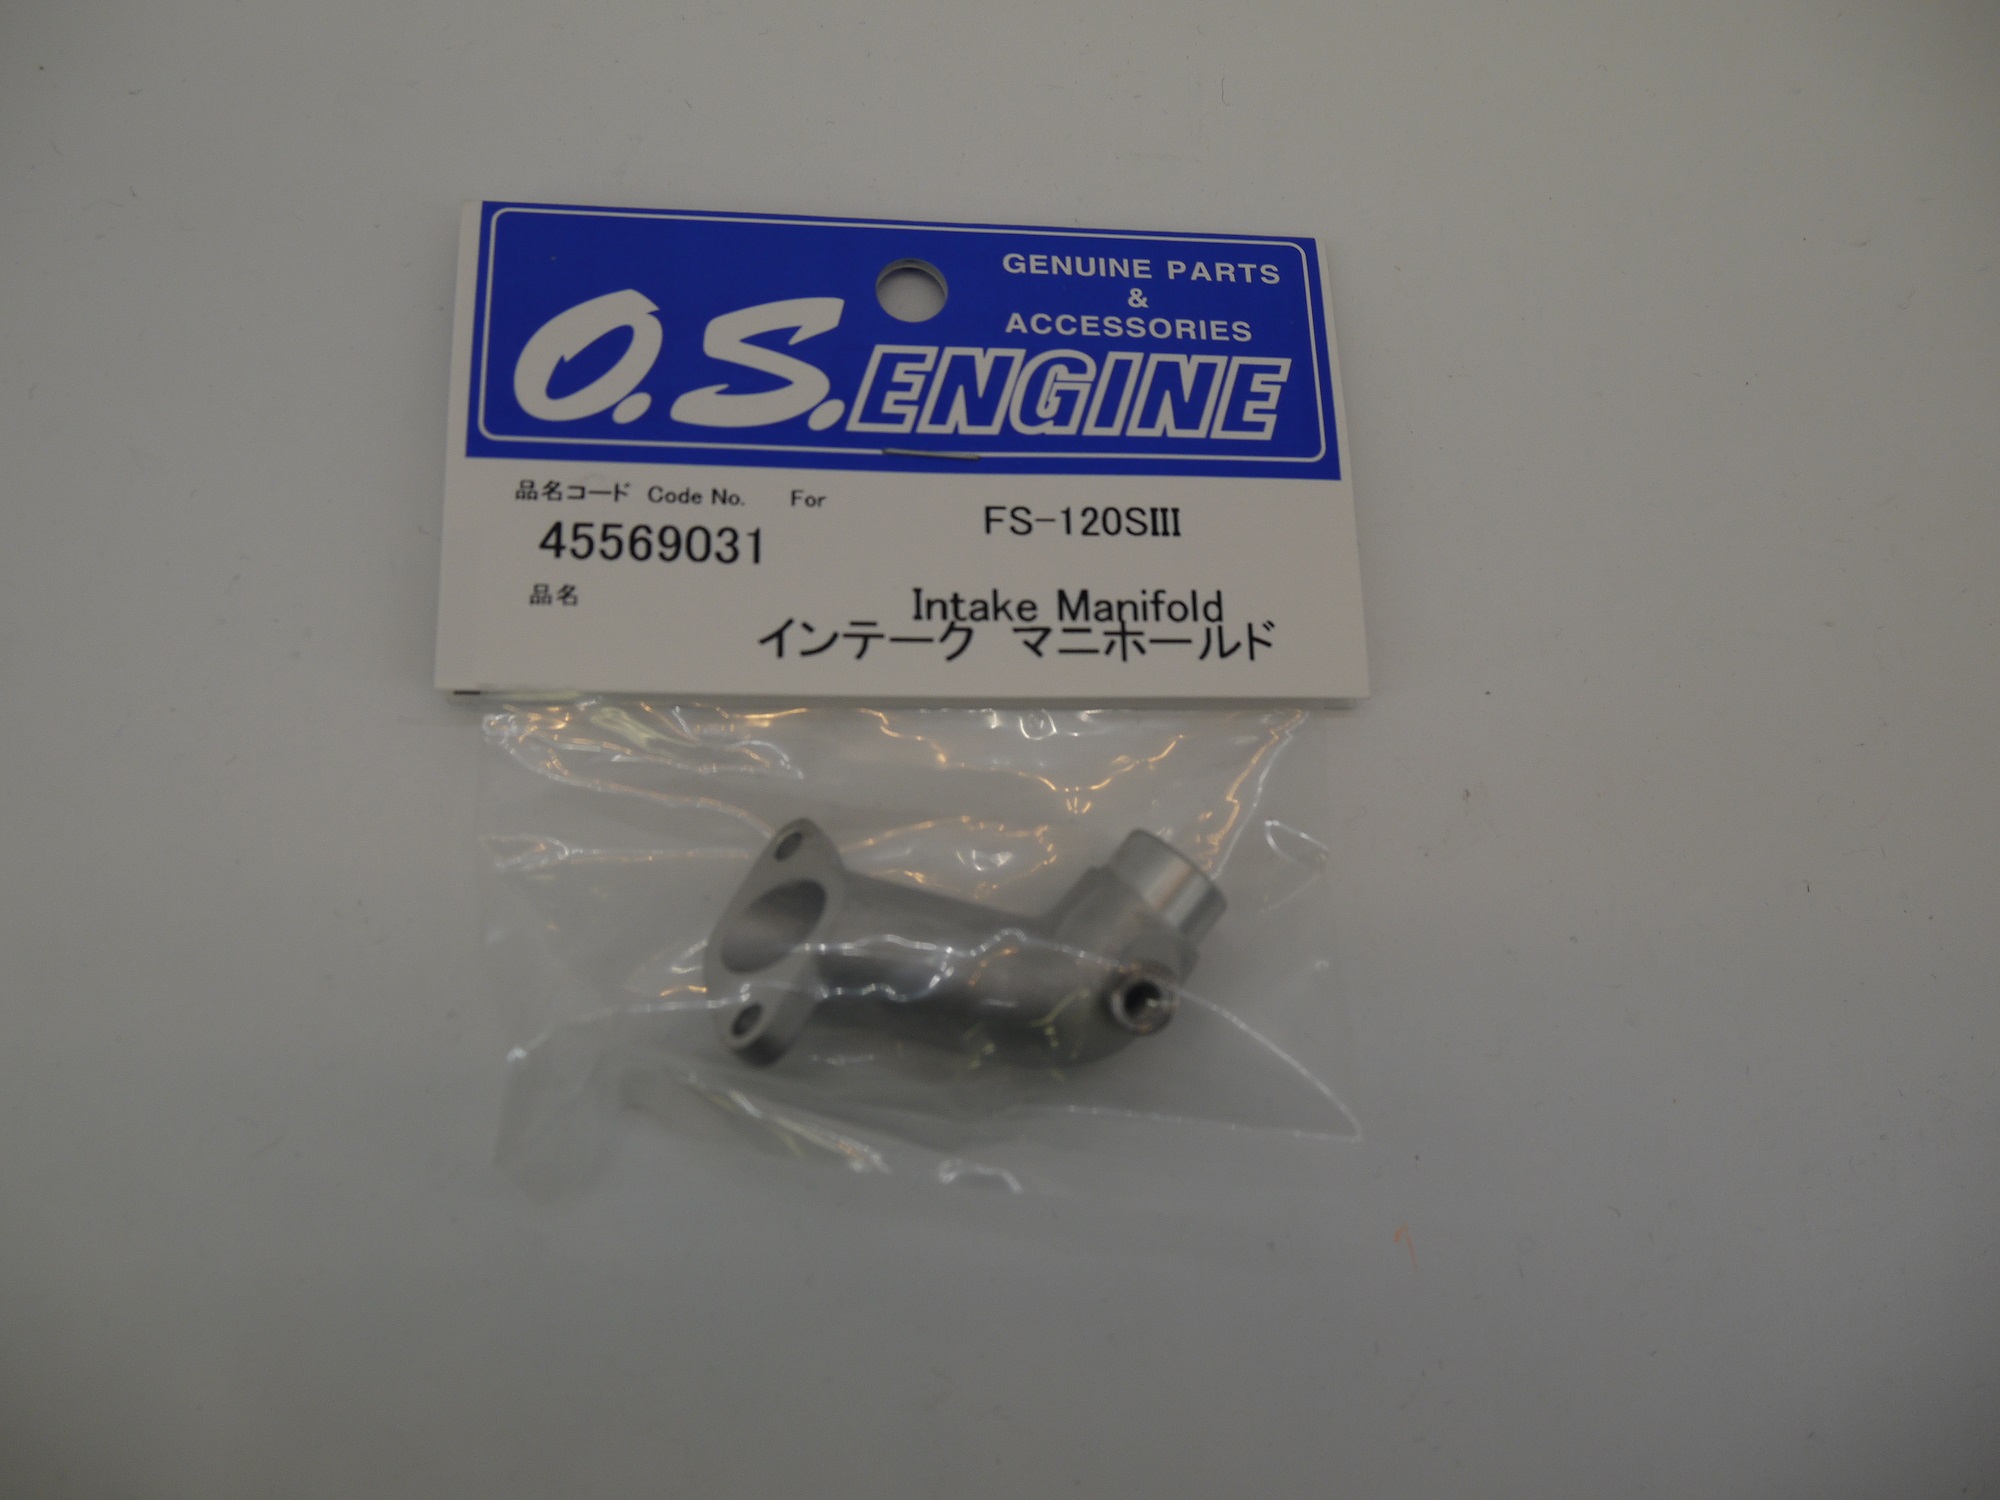 GENUINE PARTS
&
ACCESSORIES
O.S. ENGINE
品名コード Code No. For
45569031 FS-120SⅢ
品名
Intake Manifold
インテーク マニホールド